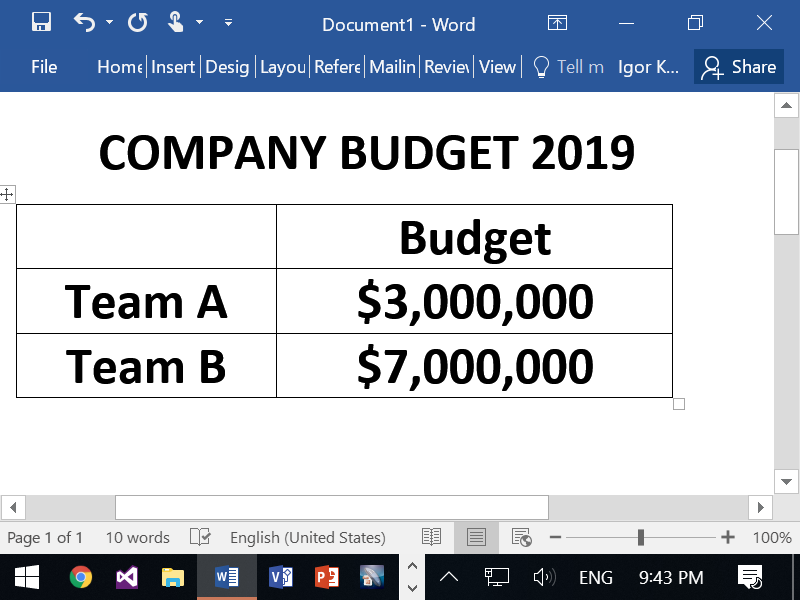 Document1 - Word
File Home Insert Desig Layou Refere Mailin Review View Tell m Igor K... Share
COMPANY BUDGET 2019
Budget
Team A $3,000,000
Team B $7,000,000
Page 1 of 1 10 words English (United States) 100%
ENG 9:43 PM